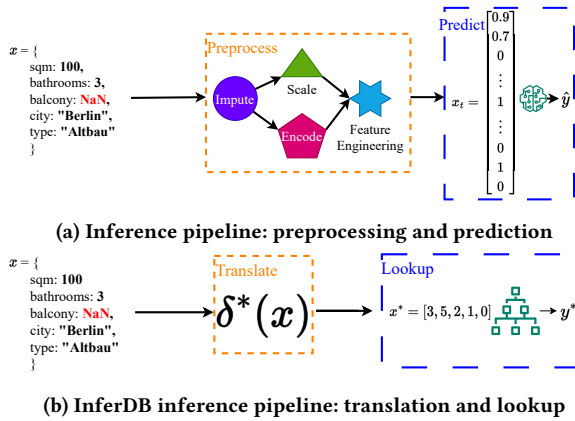 x = {
sqm: 100,
bathrooms: 3,
balcony: NaN,
city: "Berlin",
type: "Altbau"
}
Preprocess
Impute
Scale
Encode
Feature
Engineering
Predict
x_t =
0.9
0.7
0
⋮
1
⋮
0
1
0
ŷ
(a) Inference pipeline: preprocessing and prediction
x = {
sqm: 100
bathrooms: 3
balcony: NaN,
city: "Berlin",
type: "Altbau"
}
Translate
δ*(x)
Lookup
x* = [3, 5, 2, 1, 0]
y*
(b) InferDB inference pipeline: translation and lookup